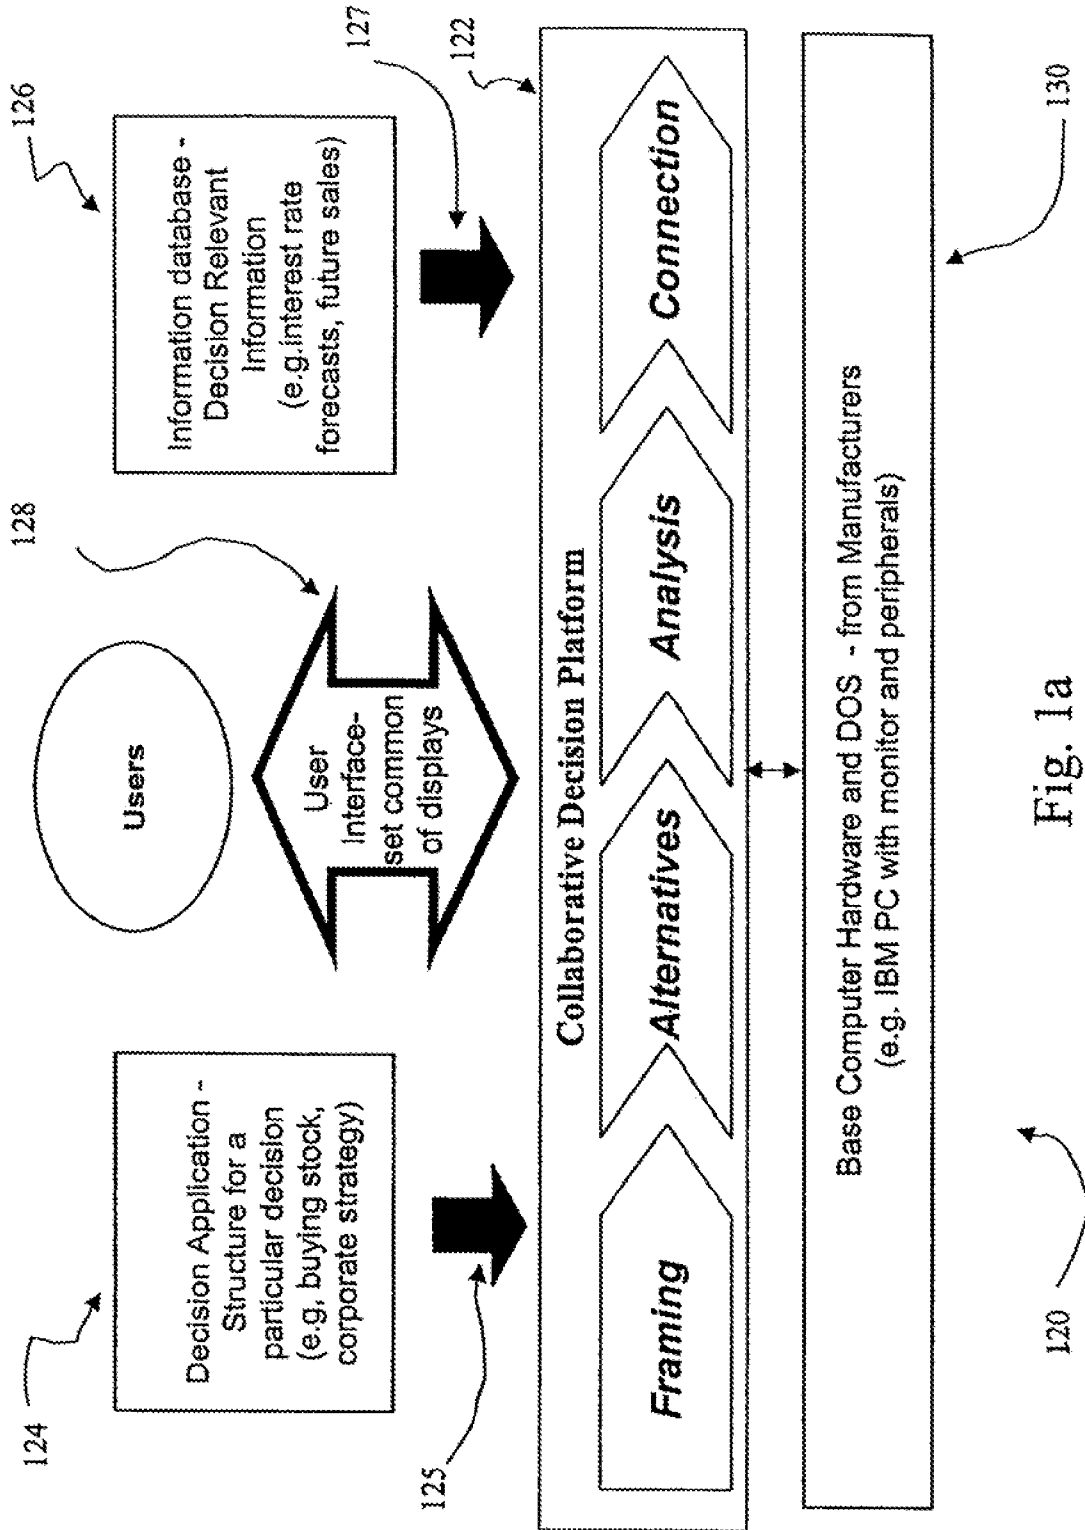 124
Decision Application -
Structure for a
particular decision
(e.g, buying stock,
corporate strategy)
125
Users
User
Interface-
set common
of displays
128
126
Information database -
Decision Relevant
Information
(e.g.interest rate
forecasts, future sales)
127
122
Collaborative Decision Platform
Framing
Alternatives
Analysis
Connection
Base Computer Hardware and DOS - from Manufacturers
(e.g. IBM PC with monitor and peripherals)
130
120
Fig. 1a